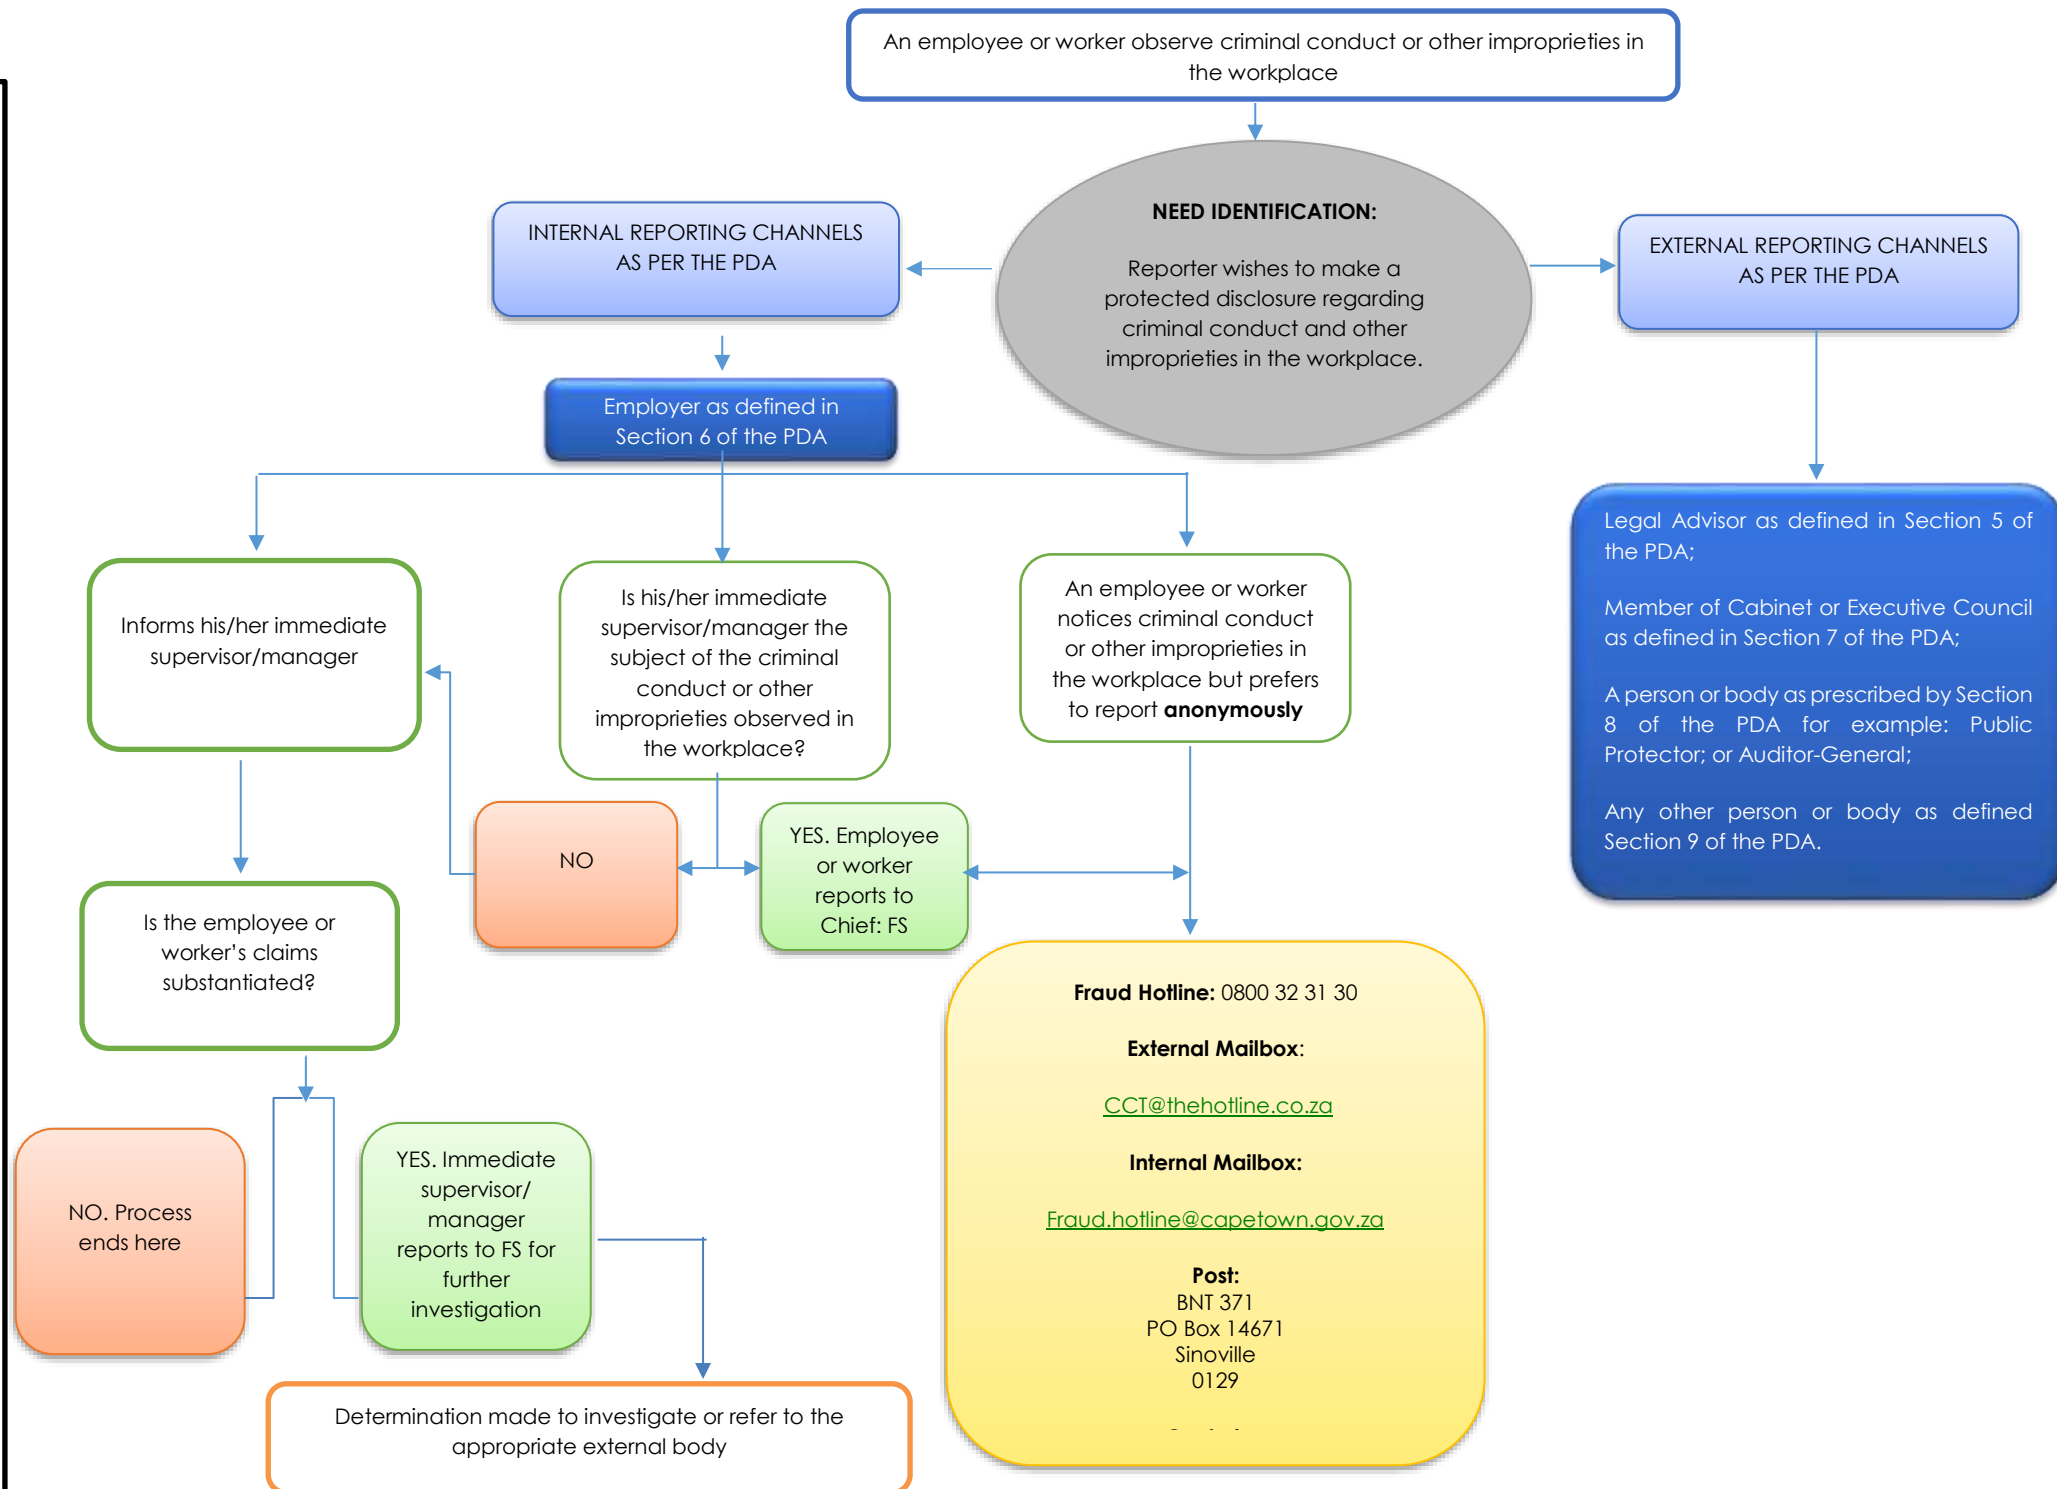 An employee or worker observe criminal conduct or other improprieties in
the workplace
NEED IDENTIFICATION:
Reporter wishes to make a
protected disclosure regarding
criminal conduct and other
improprieties in the workplace.
INTERNAL REPORTING CHANNELS
AS PER THE PDA
EXTERNAL REPORTING CHANNELS
AS PER THE PDA
Employer as defined in
Section 6 of the PDA
Legal Advisor as defined in Section 5 of
the PDA;
Member of Cabinet or Executive Council
as defined in Section 7 of the PDA;
A person or body as prescribed by Section
8 of the PDA for example: Public
Protector; or Auditor-General;
Any other person or body as defined
Section 9 of the PDA.
Informs his/her immediate
supervisor/manager
Is his/her immediate
supervisor/manager the
subject of the criminal
conduct or other
improprieties observed in
the workplace?
An employee or worker
notices criminal conduct
or other improprieties in
the workplace but prefers
to report anonymously
NO
YES. Employee
or worker
reports to
Chief: FS
Is the employee or
worker's claims
substantiated?
NO. Process
ends here
YES. Immediate
supervisor/
manager
reports to FS for
further
investigation
Fraud Hotline: 0800 32 31 30
External Mailbox:
CCT@thehotline.co.za
Internal Mailbox:
Fraud.hotline@capetown.gov.za
Post:
BNT 371
PO Box 14671
Sinoville
0129
Determination made to investigate or refer to the
appropriate external body